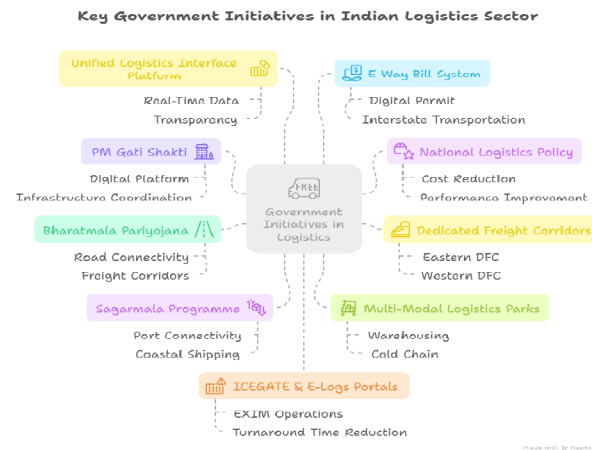 Key Government Initiatives in Indian Logistics Sector
Unified Logistics Interface
Platform
Real-Time Data
Transparency
E Way Bill System
Digital Permit
Interstate Transportation
PM Gati Shakti
Digital Platform
Infrastructure Coordination
National Logistics Policy
Cost Reduction
Performance Improvement
Government
Initiatives in
Logistics
Bharatmala Pariyojana
Road Connectivity
Freight Corridors
Dedicated Freight Corridors
Eastern DFC
Western DFC
Sagarmala Programme
Port Connectivity
Coastal Shipping
Multi-Modal Logistics Parks
Warehousing
Cold Chain
ICEGATE & E-Logs Portals
EXIM Operations
Turnaround Time Reduction
Made with